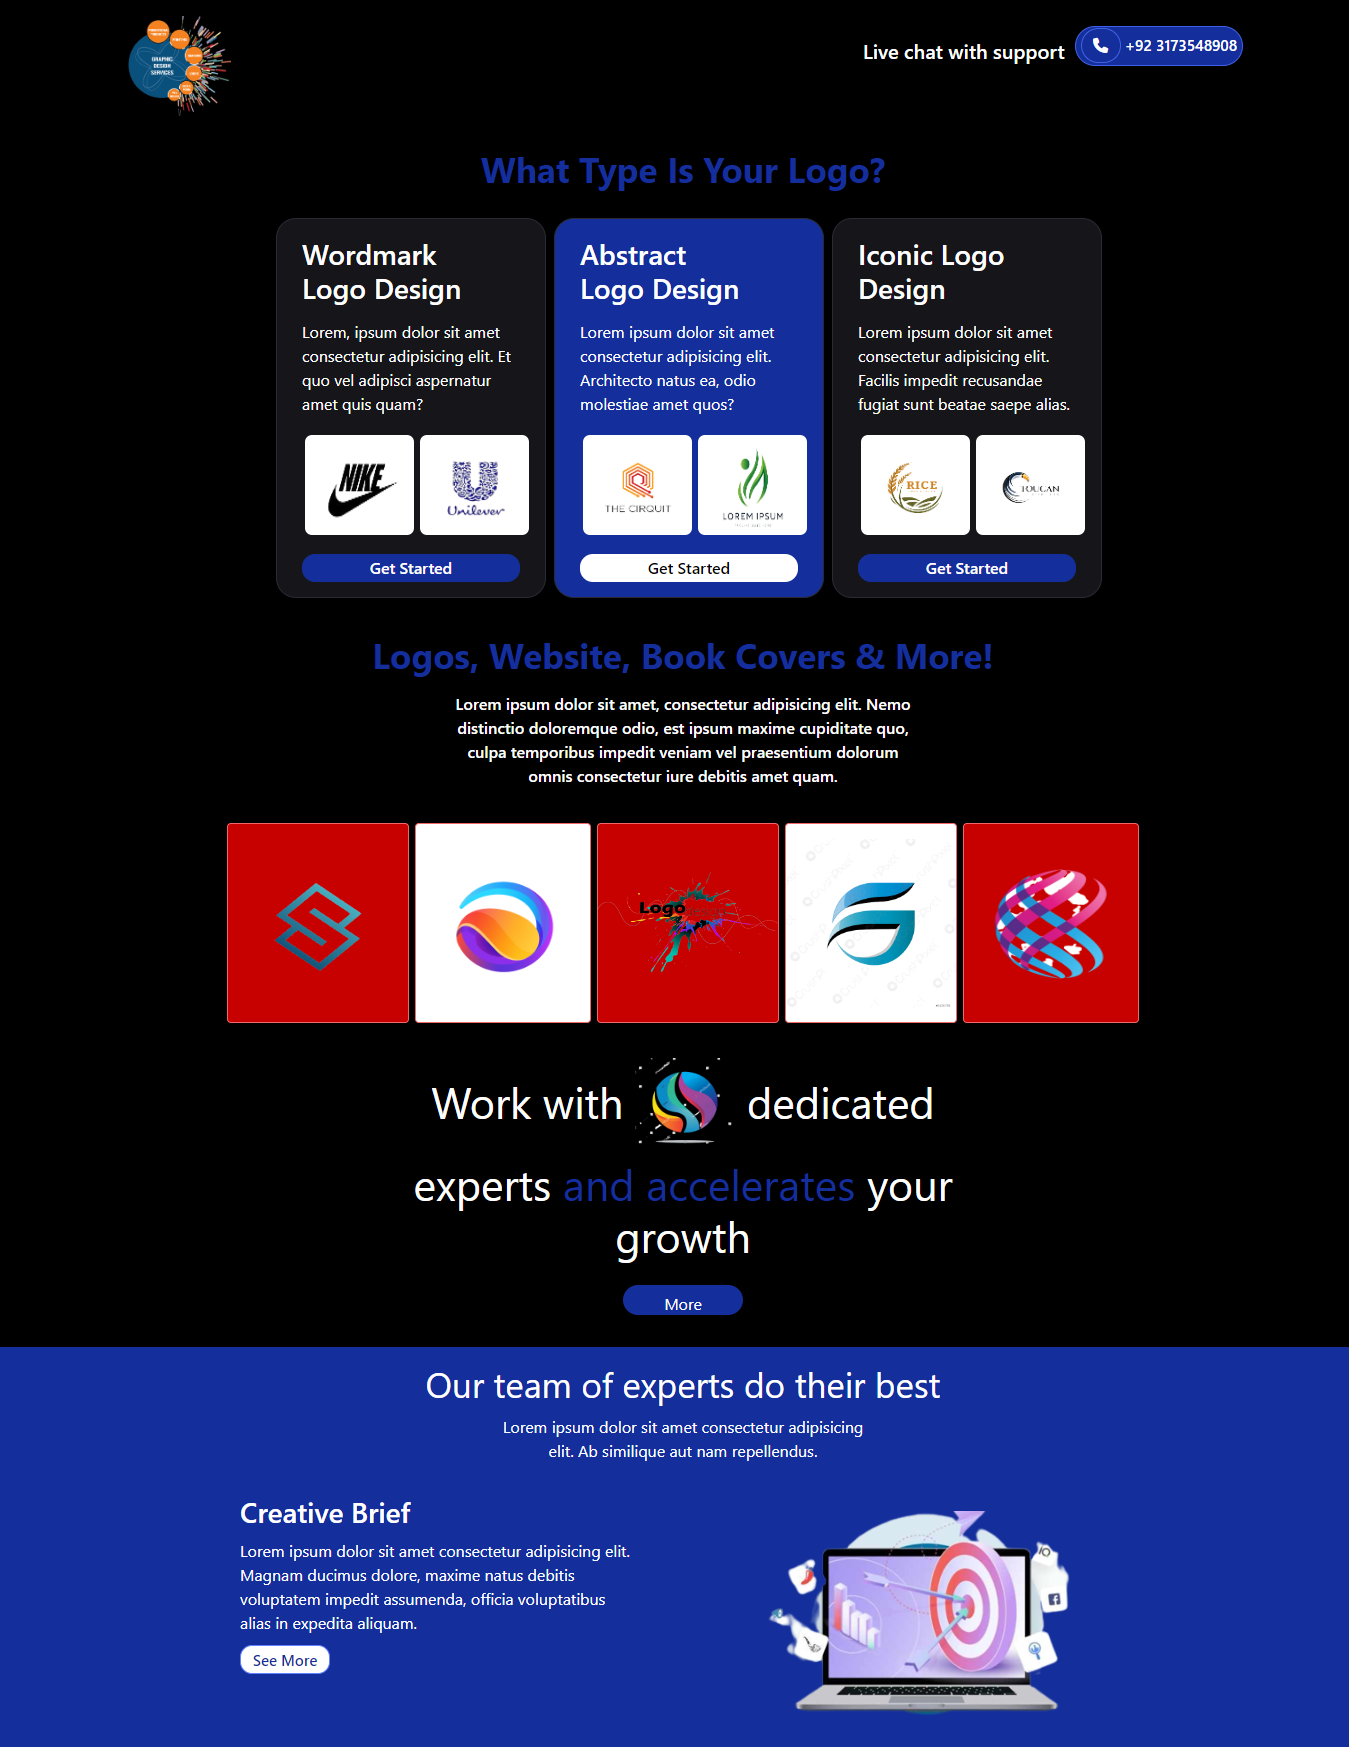 GRAPHIC
DESIGN
SERVICES
Live chat with support
+92 3173548908
What Type Is Your Logo?
Wordmark
Logo Design
Lorem, ipsum dolor sit amet
consectetur adipisicing elit. Et
quo vel adipisci aspernatur
amet quis quam?
NIKE
Unilever
Get Started
Abstract
Logo Design
Lorem ipsum dolor sit amet
consectetur adipisicing elit.
Architecto natus ea, odio
molestiae amet quos?
THE CIRQUIT
LOREM IPSUM
Get Started
Iconic Logo
Design
Lorem ipsum dolor sit amet
consectetur adipisicing elit.
Facilis impedit recusandae
fugiat sunt beatae saepe alias.
RICE
TOUCAN
Get Started
Logos, Website, Book Covers & More!
Lorem ipsum dolor sit amet, consectetur adipisicing elit. Nemo
distinctio doloremque odio, est ipsum maxime cupiditate quo,
culpa temporibus impedit veniam vel praesentium dolorum
omnis consectetur iure debitis amet quam.
Logo
Work with dedicated
experts and accelerates your
growth
More
Our team of experts do their best
Lorem ipsum dolor sit amet consectetur adipisicing
elit. Ab similique aut nam repellendus.
Creative Brief
Lorem ipsum dolor sit amet consectetur adipisicing elit.
Magnam ducimus dolore, maxime natus debitis
voluptatem impedit assumenda, officia voluptatibus
alias in expedita aliquam.
See More